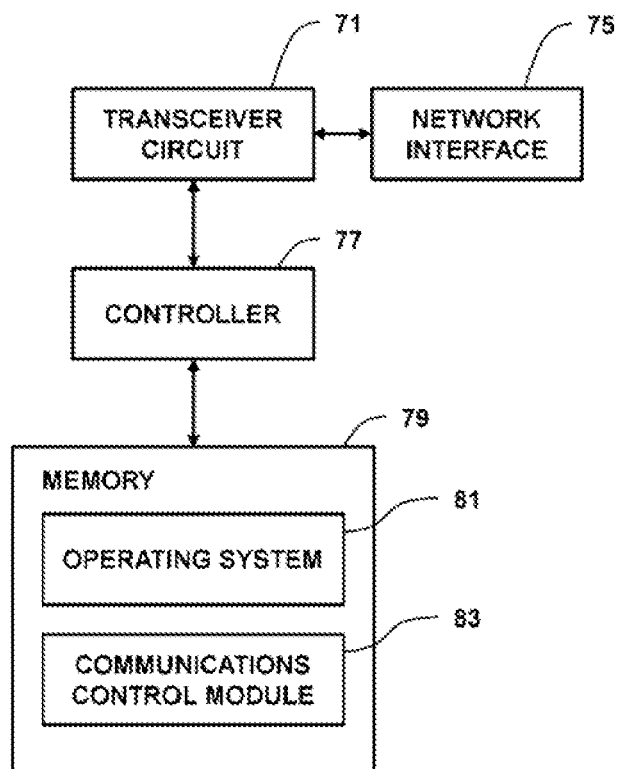 71
75
TRANSCEIVER
CIRCUIT
NETWORK
INTERFACE
77
CONTROLLER
79
MEMORY
81
OPERATING SYSTEM
83
COMMUNICATIONS
CONTROL MODULE